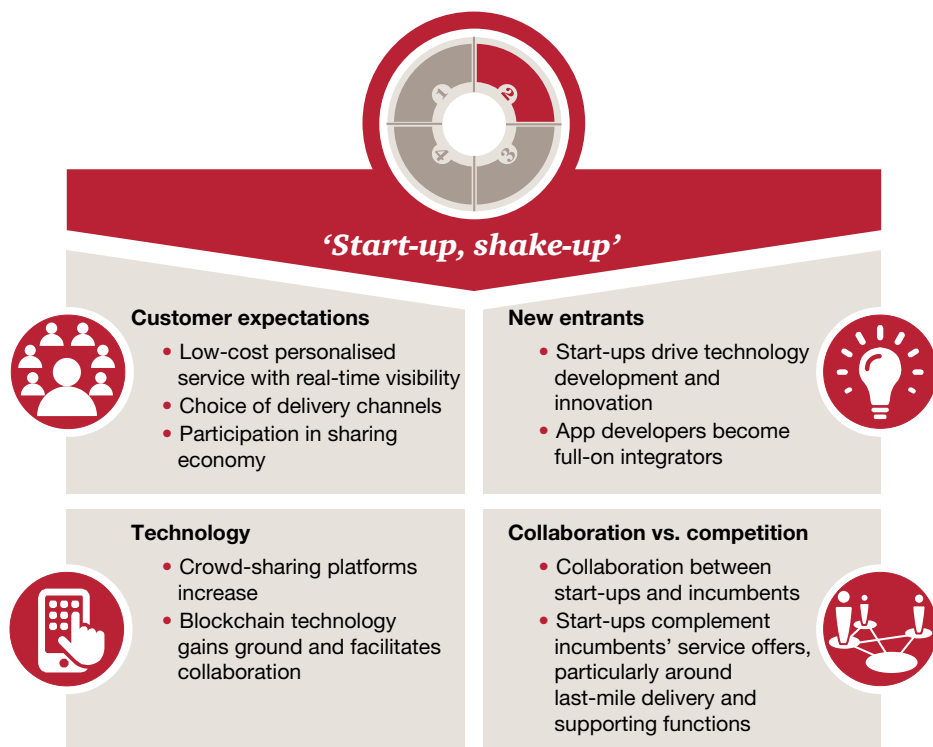 1
2
4
3
‘Start-up, shake-up’
Customer expectations
• Low-cost personalised
service with real-time visibility
• Choice of delivery channels
• Participation in sharing
economy
New entrants
• Start-ups drive technology
development and
innovation
• App developers become
full-on integrators
Technology
• Crowd-sharing platforms
increase
• Blockchain technology
gains ground and facilitates
collaboration
Collaboration vs. competition
• Collaboration between
start-ups and incumbents
• Start-ups complement
incumbents’ service offers,
particularly around
last-mile delivery and
supporting functions